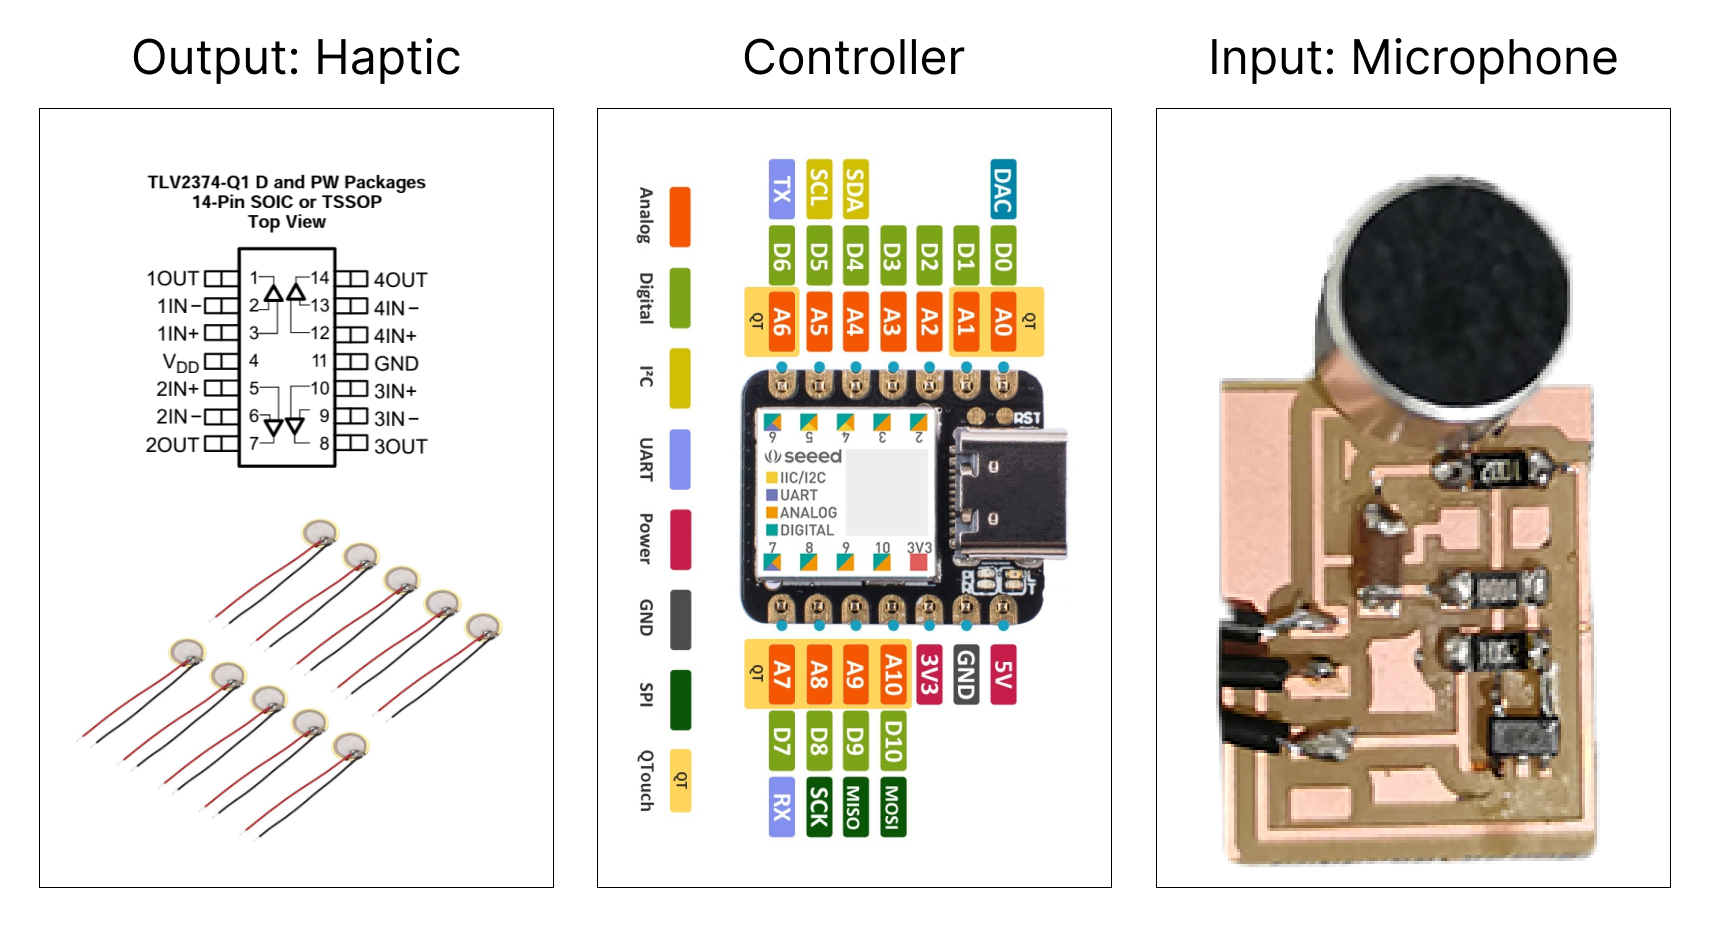 Output: Haptic
Controller
Input: Microphone
TLV2374-Q1 D and PW Packages
14-Pin SOIC or TSSOP
Top View
1OUT 1 14 4OUT
1IN− 2 13 4IN−
1IN+ 3 12 4IN+
VDD 4 11 GND
2IN+ 5 10 3IN+
2IN− 6 9 3IN−
2OUT 7 8 3OUT
Analog
Digital
I²C
UART
Power
GND
SPI
QTouch
QT
TX SCL SDA DAC
D6 D5 D4 D3 D2 D1 D0
QT A6 A5 A4 A3 A2 A1 A0 QT
RST
6 5 4 3 2
seeed
IIC/I2C
UART
ANALOG
DIGITAL
7 8 9 10 3V3
QT A7 A8 A9 A10 3V3 GND 5V
D7 D8 D9 D10
RX SCK MISO MOSI